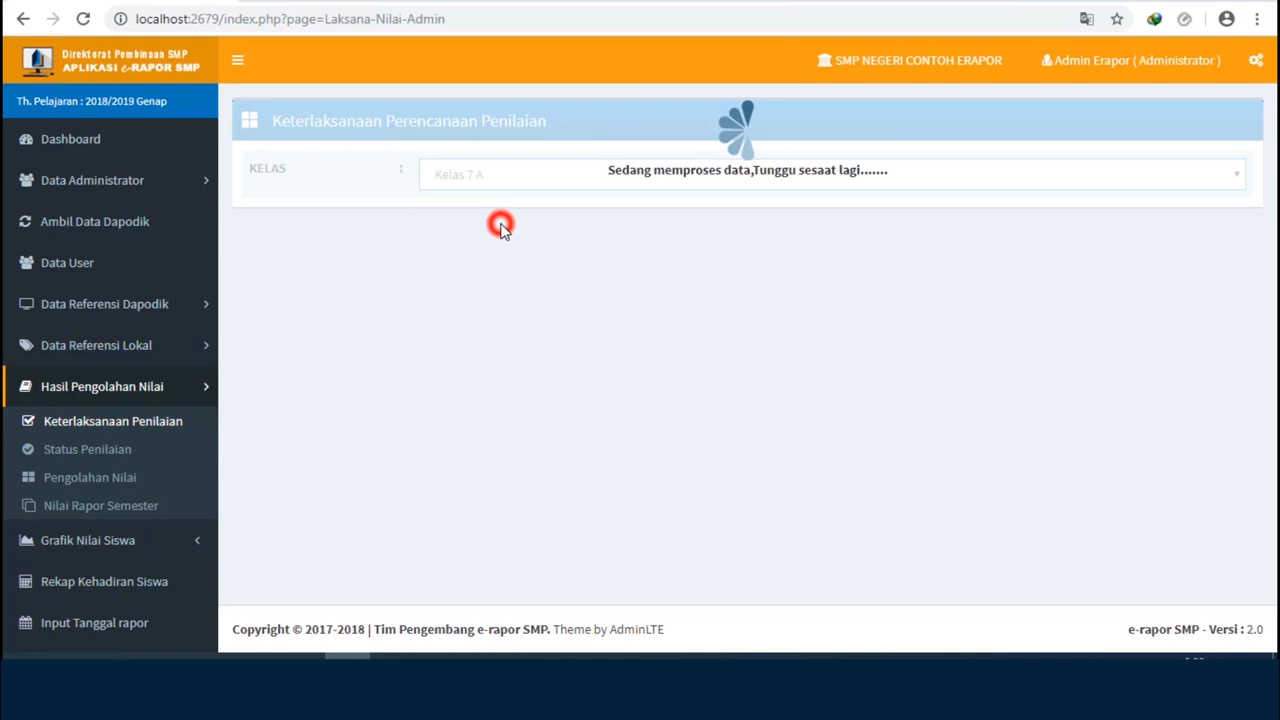 localhost:2679/index.php?page=Laksana-Nilai-Admin
Direktorat Pembinaan SMP
APLIKASI e-RAPOR SMP
SMP NEGERI CONTOH ERAPOR
Admin Erapor ( Administrator )
Th. Pelajaran : 2018/2019 Genap
Keterlaksanaan Perencanaan Penilaian
KELAS :
Kelas 7 A
Sedang memproses data,Tunggu sesaat lagi.......
Dashboard
Data Administrator
Ambil Data Dapodik
Data User
Data Referensi Dapodik
Data Referensi Lokal
Hasil Pengolahan Nilai
Keterlaksanaan Penilaian
Status Penilaian
Pengolahan Nilai
Nilai Rapor Semester
Grafik Nilai Siswa
Rekap Kehadiran Siswa
Input Tanggal rapor
Copyright © 2017-2018 | Tim Pengembang e-rapor SMP. Theme by AdminLTE
e-rapor SMP - Versi : 2.0